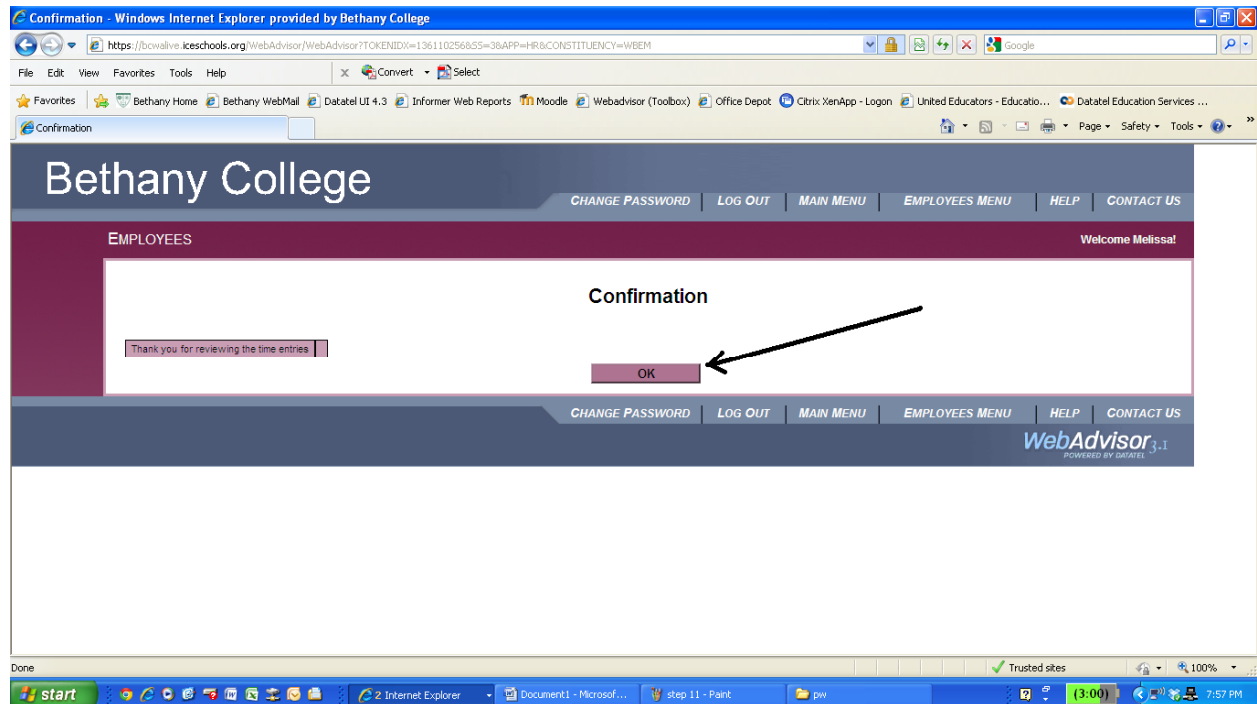 Confirmation - Windows Internet Explorer provided by Bethany College
https://bcwalive.iceschools.org/WebAdvisor/WebAdvisor?TOKENIDX=1361102568&SS=3&APP=HR&CONSTITUENCY=WBEM
Google
File Edit View Favorites Tools Help x Convert Select
Favorites Bethany Home Bethany WebMail Datatel UI 4.3 Informer Web Reports Moodle Webadvisor (Toolbox) Office Depot Citrix XenApp - Logon United Educators - Educatio... Datatel Education Services ...
Confirmation Page Safety Tools »
Bethany College
CHANGE PASSWORD LOG OUT MAIN MENU EMPLOYEES MENU HELP CONTACT US
EMPLOYEES Welcome Melissa!
Confirmation
Thank you for reviewing the time entries
OK
CHANGE PASSWORD LOG OUT MAIN MENU EMPLOYEES MENU HELP CONTACT US
WebAdvisor 3.1
POWERED BY DATATEL
Done Trusted sites 100%
start 2 Internet Explorer Document1 - Microsof... step 11 - Paint pw (3:00) 7:57 PM